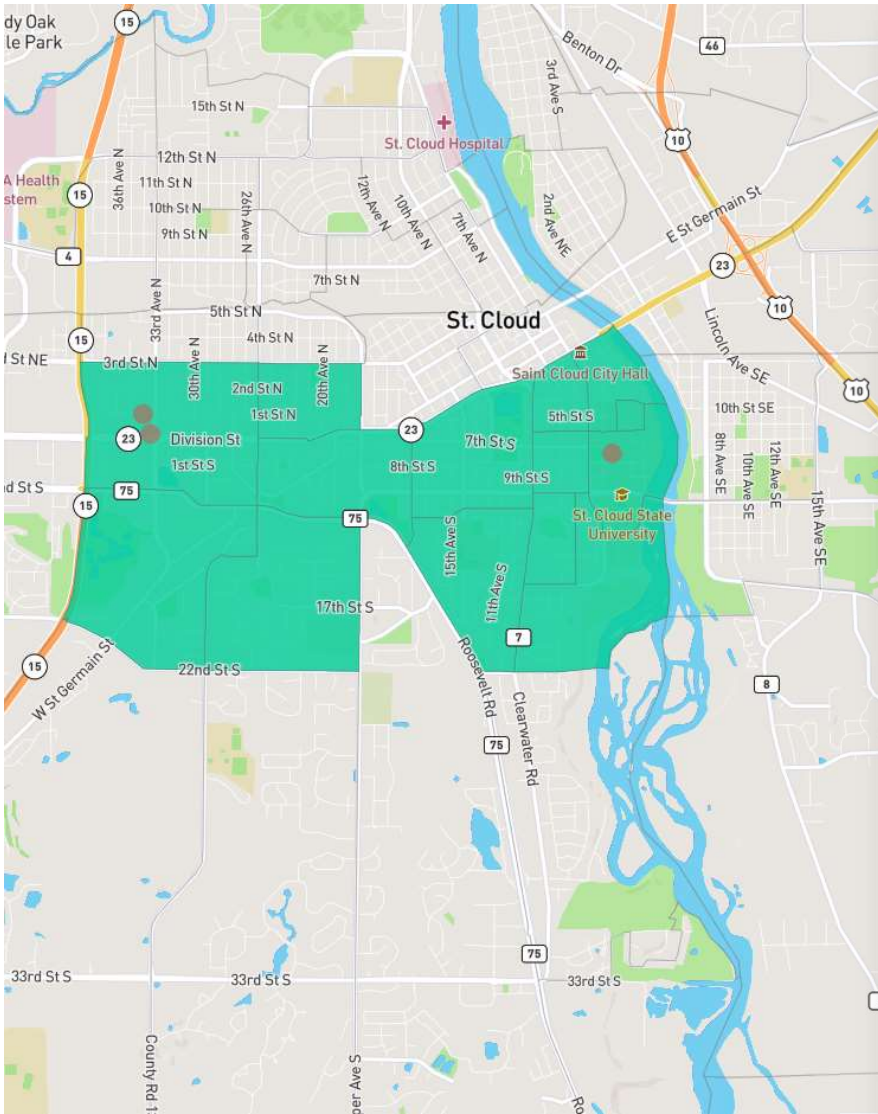 dy Oak
le Park
15
Benton Dr
46
3rd Ave S
15th St N
St. Cloud Hospital
10
12th St N
A Health
stem
36th Ave N
11th St N
26th Ave N
12th Ave N
10th Ave N
15
10th St N
9th St N
7th Ave N
2nd Ave NE
E St Germain St
4
33rd Ave N
7th St N
23
5th St N
10
St. Cloud
Lincoln Ave SE
15
4th St N
d St NE
3rd St N
30th Ave N
20th Ave N
Saint Cloud City Hall
2nd St N
10
1st St N
5th St S
10th St SE
23
Division St
23
7th St S
8th Ave SE
10th Ave SE
12th Ave SE
1st St S
8th St S
9th St S
nd St S
75
15
75
St. Cloud State
University
15th Ave SE
15th Ave S
11th Ave S
17th St S
7
W St Germain St
15
22nd St S
Roosevelt Rd
8
Clearwater Rd
75
75
33rd St S
33rd St S
33rd St S
County Rd 1
per Ave S
Ro